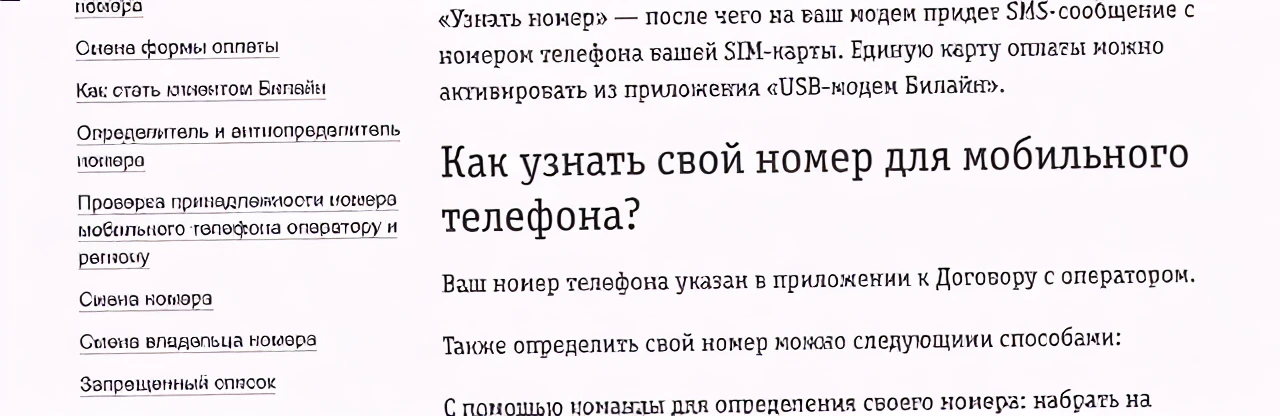 номера
Смена формы оплаты
Как стать клиентом Билайн
Определитель и антиопределитель
номера
Проверка принадлежности номера
мобильного телефона оператору и
региону
Смена номера
Смена владельца номера
Запрещенный список
«Узнать номер» — после чего на ваш модем придет SMS-сообщение с
номером телефона вашей SIM-карты. Единую карту оплаты можно
активировать из приложения «USB-модем Билайн».
Как узнать свой номер для мобильного
телефона?
Ваш номер телефона указан в приложении к Договору с оператором.
Также определить свой номер можно следующими способами:
С помощью команды для определения своего номера: набрать на